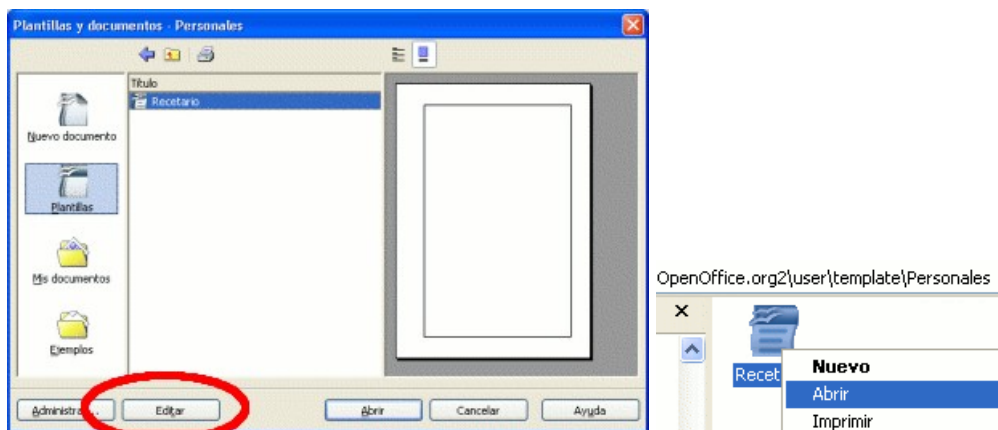 Plantillas y documentos - Personales
Título
Recetario
Nuevo documento
Plantillas
Mis documentos
Ejemplos
Administrar...
Editar
Abrir
Cancelar
Ayuda
OpenOffice.org2\user\template\Personales
Recet
Nuevo
Abrir
Imprimir